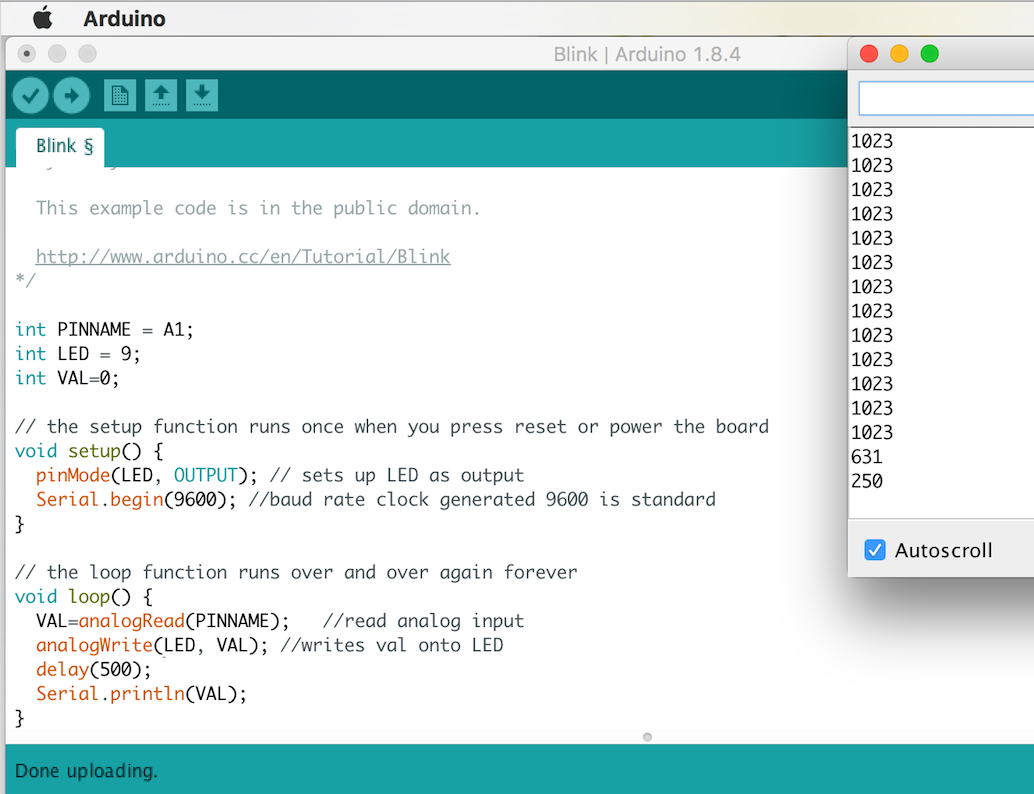 Arduino
Blink | Arduino 1.8.4
Blink §
This example code is in the public domain.
http://www.arduino.cc/en/Tutorial/Blink
*/
int PINNAME = A1;
int LED = 9;
int VAL=0;
// the setup function runs once when you press reset or power the board
void setup() {
pinMode(LED, OUTPUT); // sets up LED as output
Serial.begin(9600); //baud rate clock generated 9600 is standard
}
// the loop function runs over and over again forever
void loop() {
VAL=analogRead(PINNAME);   //read analog input
analogWrite(LED, VAL); //writes val onto LED
delay(500);
Serial.println(VAL);
}
Done uploading.
1023
1023
1023
1023
1023
1023
1023
1023
1023
1023
1023
1023
1023
631
250
Autoscroll